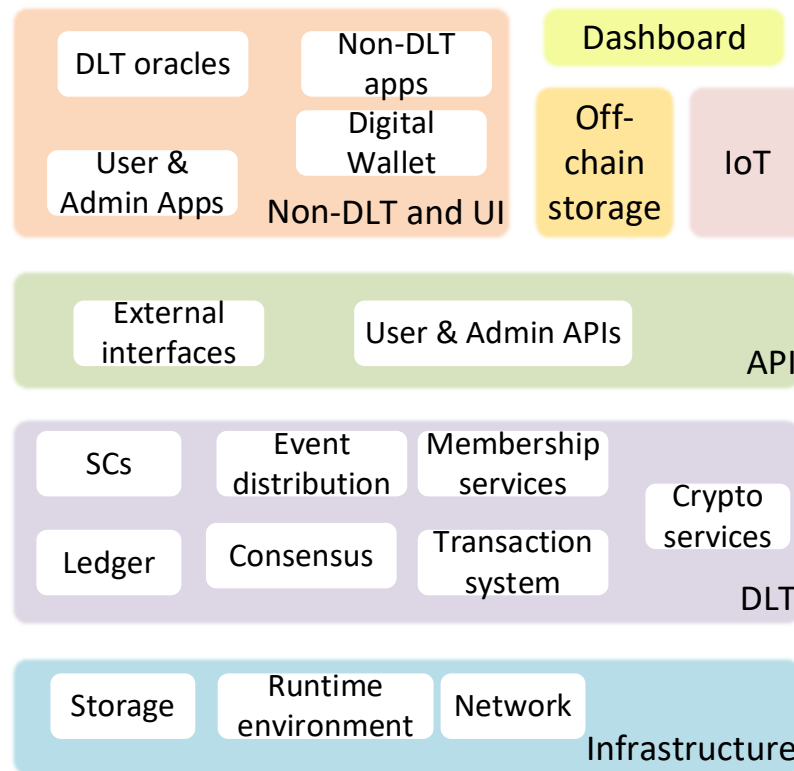 DLT oracles
Non-DLT
apps
Digital
Wallet
User &
Admin Apps
Non-DLT and UI
Dashboard
Off-
chain
storage
IoT
External
interfaces
User & Admin APIs
API
SCs
Event
distribution
Membership
services
Crypto
services
Ledger
Consensus
Transaction
system
DLT
Storage
Runtime
environment
Network
Infrastructure